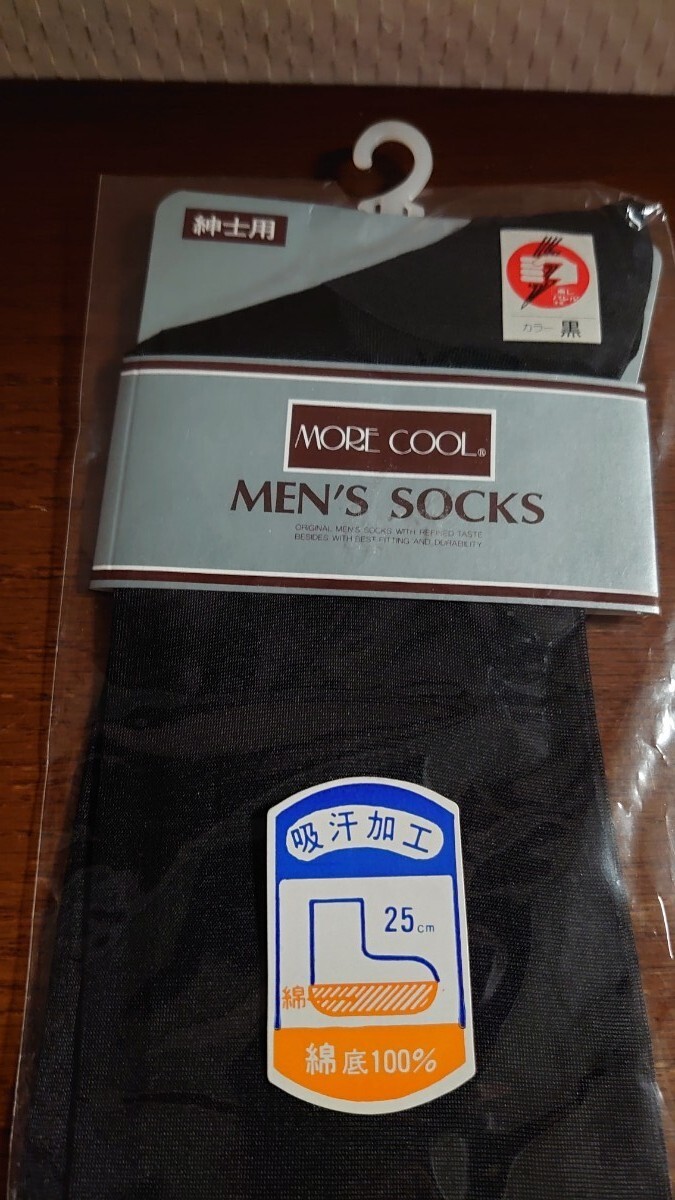 紳士用
カラー 黒
MORE COOL®
MEN'S SOCKS
ORIGINAL MEN'S SOCKS WITH REFINED TASTE
BESIDES WITH BEST FITTING AND DURABILITY
吸汗加工
25cm
綿
綿底100%